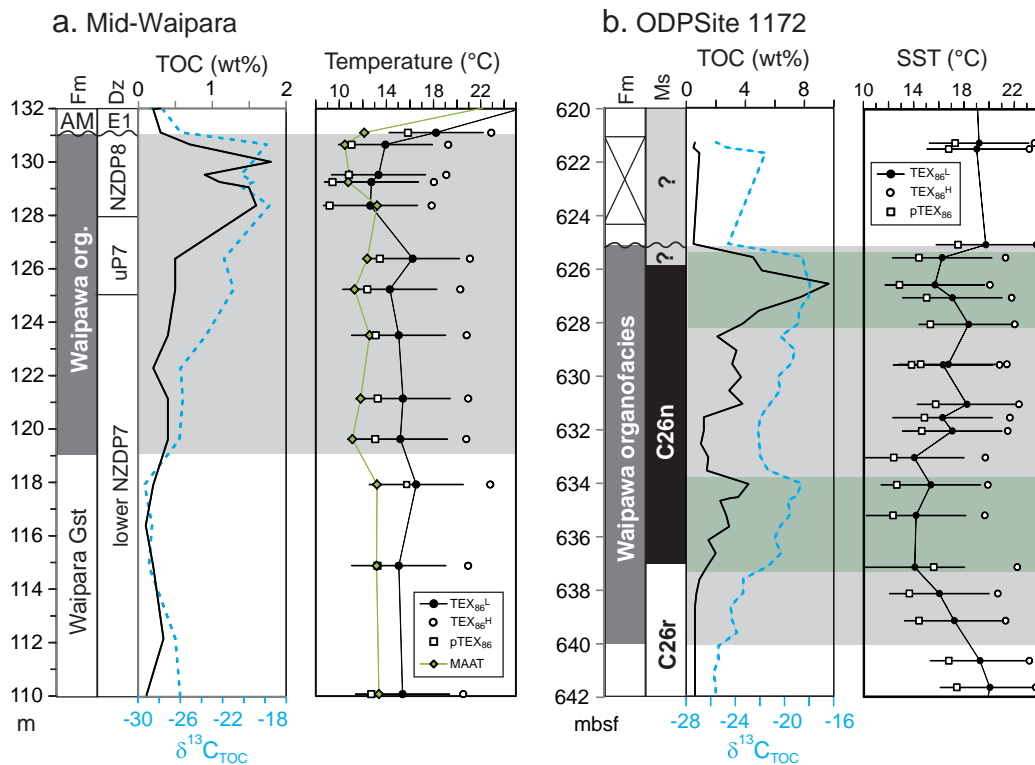 a. Mid-Waipara
TOC (wt%)
Temperature (°C)
Fm
Dz
0 1 2
10 14 18 22
132
130
128
126
124
122
120
118
116
114
112
110
m
AM
E1
Waipawa org.
NZDP8
uP7
Waipara Gst
lower NZDP7
-30 -26 -22 -18
δ13CTOC
TEX86L
TEX86H
pTEX86
MAAT
b. ODPSite 1172
TOC (wt%)
SST (°C)
Fm
Ms
0 4 8 12 16
10 14 18 22
620
622
624
626
628
630
632
634
636
638
640
642
mbsf
?
?
Waipawa organofacies
C26n
C26r
-28 -24 -20 -16
δ13CTOC
TEX86L
TEX86H
pTEX86